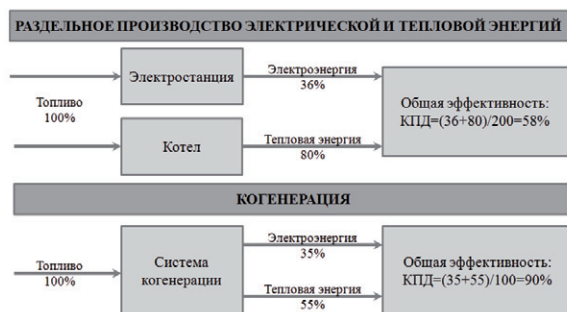 РАЗДЕЛЬНОЕ ПРОИЗВОДСТВО ЭЛЕКТРИЧЕСКОЙ И ТЕПЛОВОЙ ЭНЕРГИЙ
Топливо
100%
Электростанция
Электроэнергия
36%
Котел
Тепловая энергия
80%
Общая эффективность:
КПД=(36+80)/200=58%
КОГЕНЕРАЦИЯ
Топливо
100%
Система
когенерации
Электроэнергия
35%
Тепловая энергия
55%
Общая эффективность:
КПД=(35+55)/100=90%